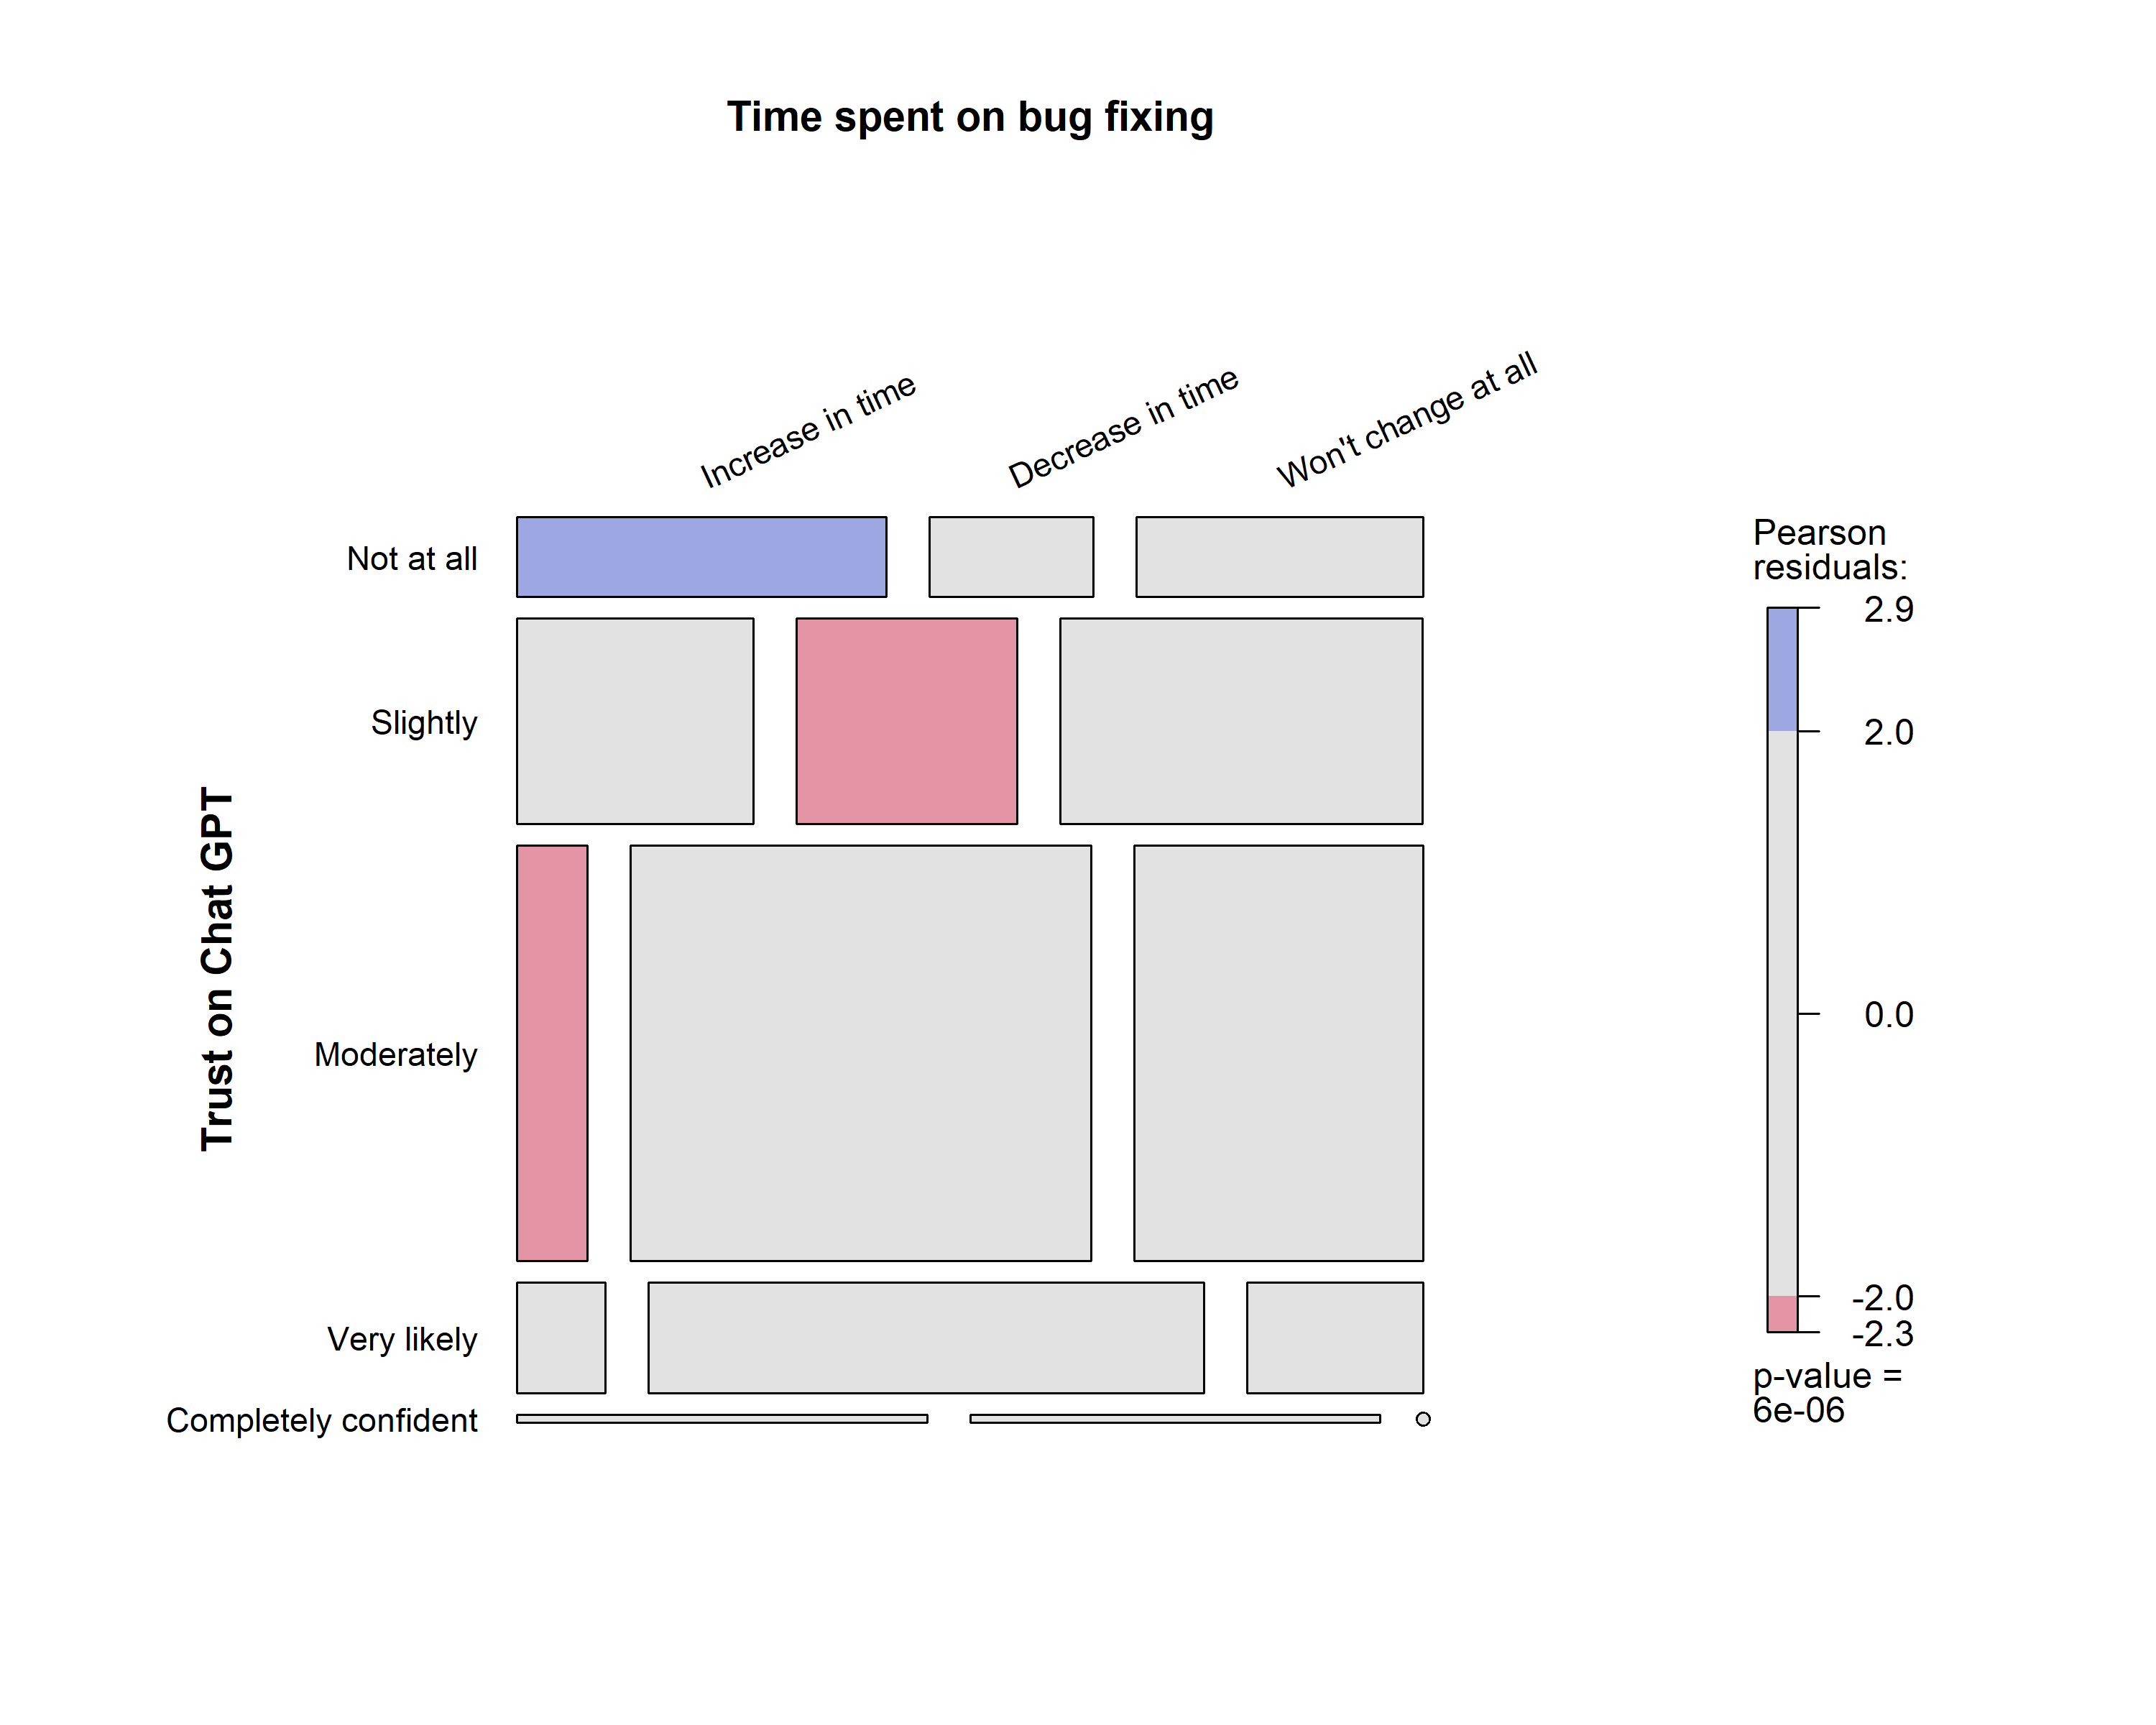 Time spent on bug fixing
Increase in time
Decrease in time
Won't change at all
Trust on Chat GPT
Not at all
Slightly
Moderately
Very likely
Completely confident
Pearson
residuals:
2.9
2.0
0.0
-2.0
-2.3
p-value =
6e-06